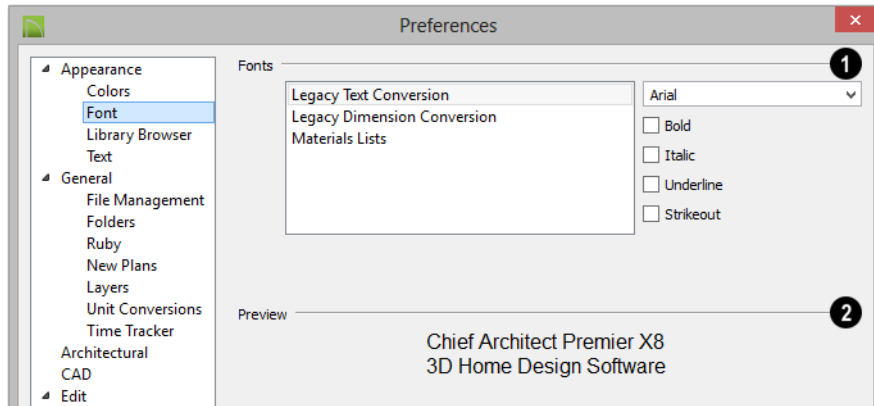 Preferences
Appearance
Colors
Font
Library Browser
Text
General
File Management
Folders
Ruby
New Plans
Layers
Unit Conversions
Time Tracker
Architectural
CAD
Edit
Fonts
1
Legacy Text Conversion
Legacy Dimension Conversion
Materials Lists
Arial
Bold
Italic
Underline
Strikeout
Preview
2
Chief Architect Premier X8
3D Home Design Software